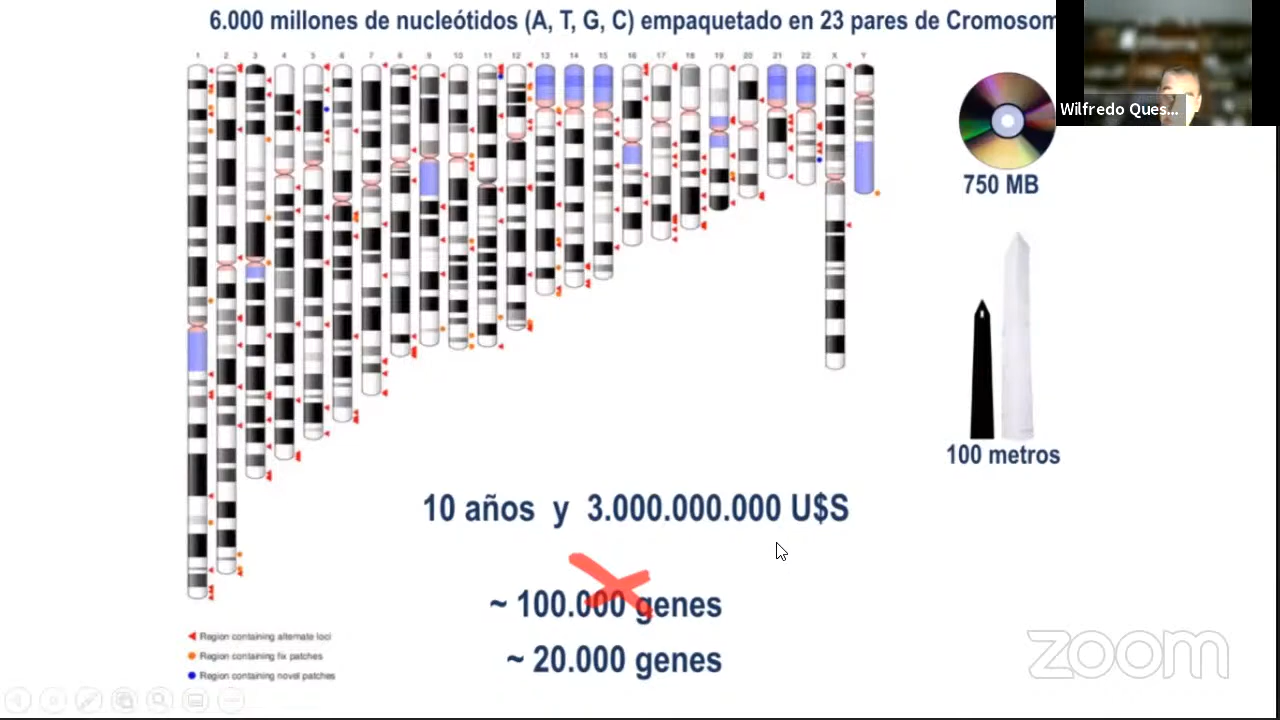 6.000 millones de nucleótidos (A, T, G, C) empaquetado en 23 pares de Cromosom
1 2 3 4 5 6 7 8 9 10 11 12 13 14 15 16 17 18 19 20 21 22 X Y
Wilfredo Ques...
750 MB
100 metros
10 años y 3.000.000.000 U$S
~ 100.000 genes
~ 20.000 genes
Region containing alternate loci
Region containing fix patches
Region containing novel patches
zoom